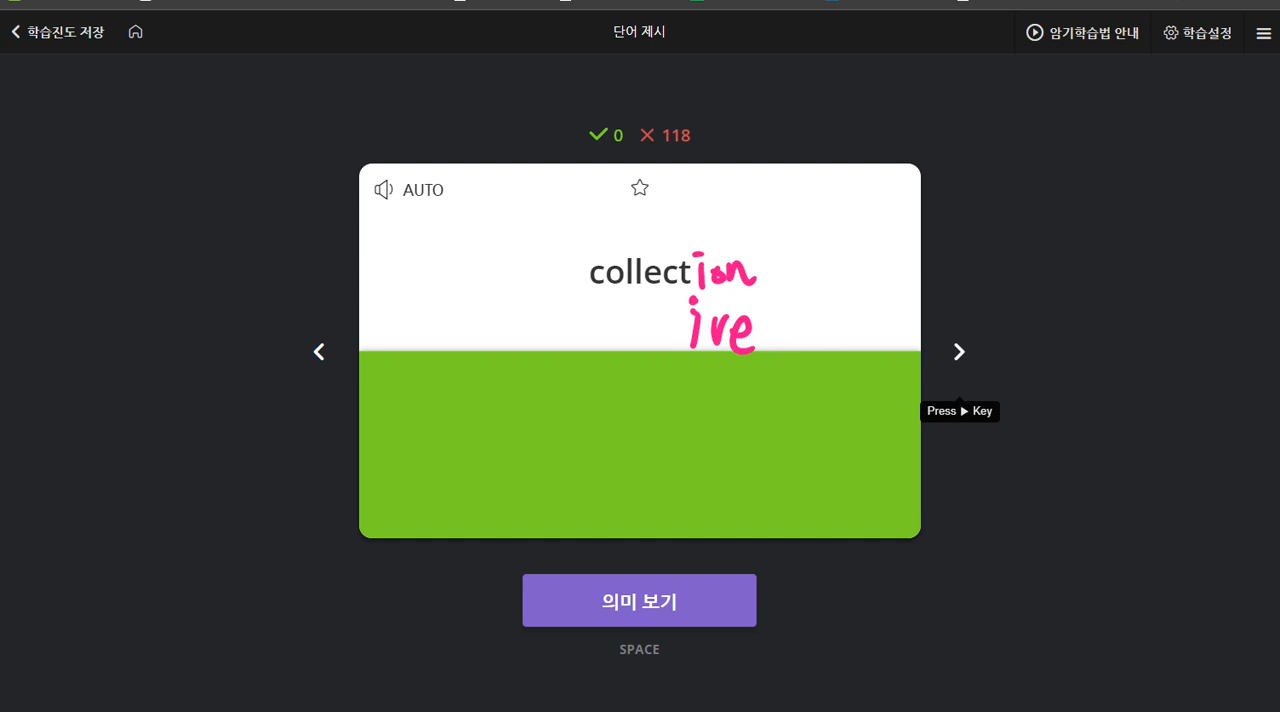 학습진도 저장
단어 제시
암기학습법 안내
학습설정
0 118
AUTO
collection
ive
Press ▶ Key
의미 보기
SPACE